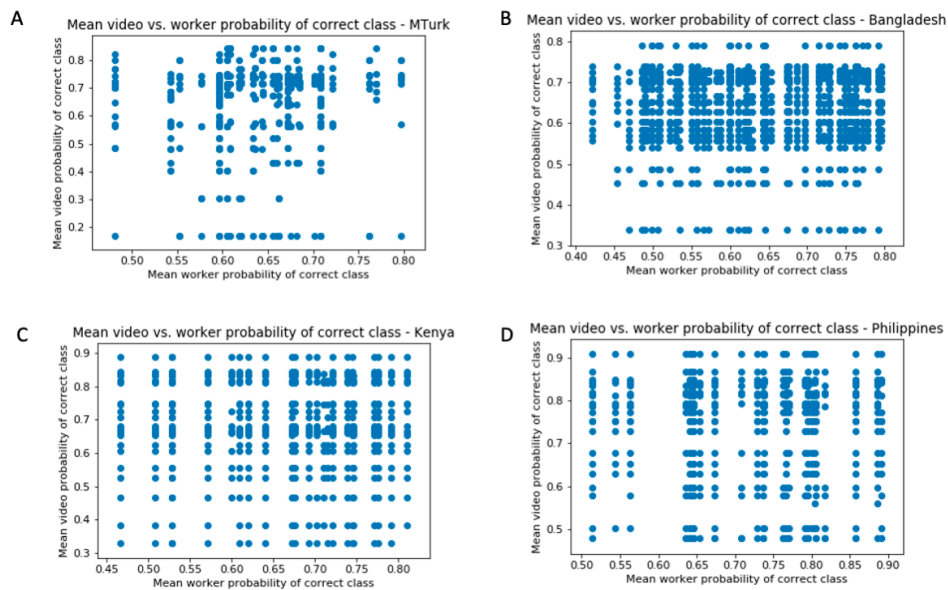 A
Mean video vs. worker probability of correct class - MTurk
Mean video probability of correct class
0.8
0.7
0.6
0.5
0.4
0.3
0.2
0.50 0.55 0.60 0.65 0.70 0.75 0.80
Mean worker probability of correct class
B
Mean video vs. worker probability of correct class - Bangladesh
Mean video probability of correct class
0.8
0.7
0.6
0.5
0.4
0.3
0.40 0.45 0.50 0.55 0.60 0.65 0.70 0.75 0.80
Mean worker probability of correct class
C
Mean video vs. worker probability of correct class - Kenya
Mean video probability of correct class
0.9
0.8
0.7
0.6
0.5
0.4
0.3
0.45 0.50 0.55 0.60 0.65 0.70 0.75 0.80
Mean worker probability of correct class
D
Mean video vs. worker probability of correct class - Philippines
Mean video probability of correct class
0.9
0.8
0.7
0.6
0.5
0.50 0.55 0.60 0.65 0.70 0.75 0.80 0.85 0.90
Mean worker probability of correct class